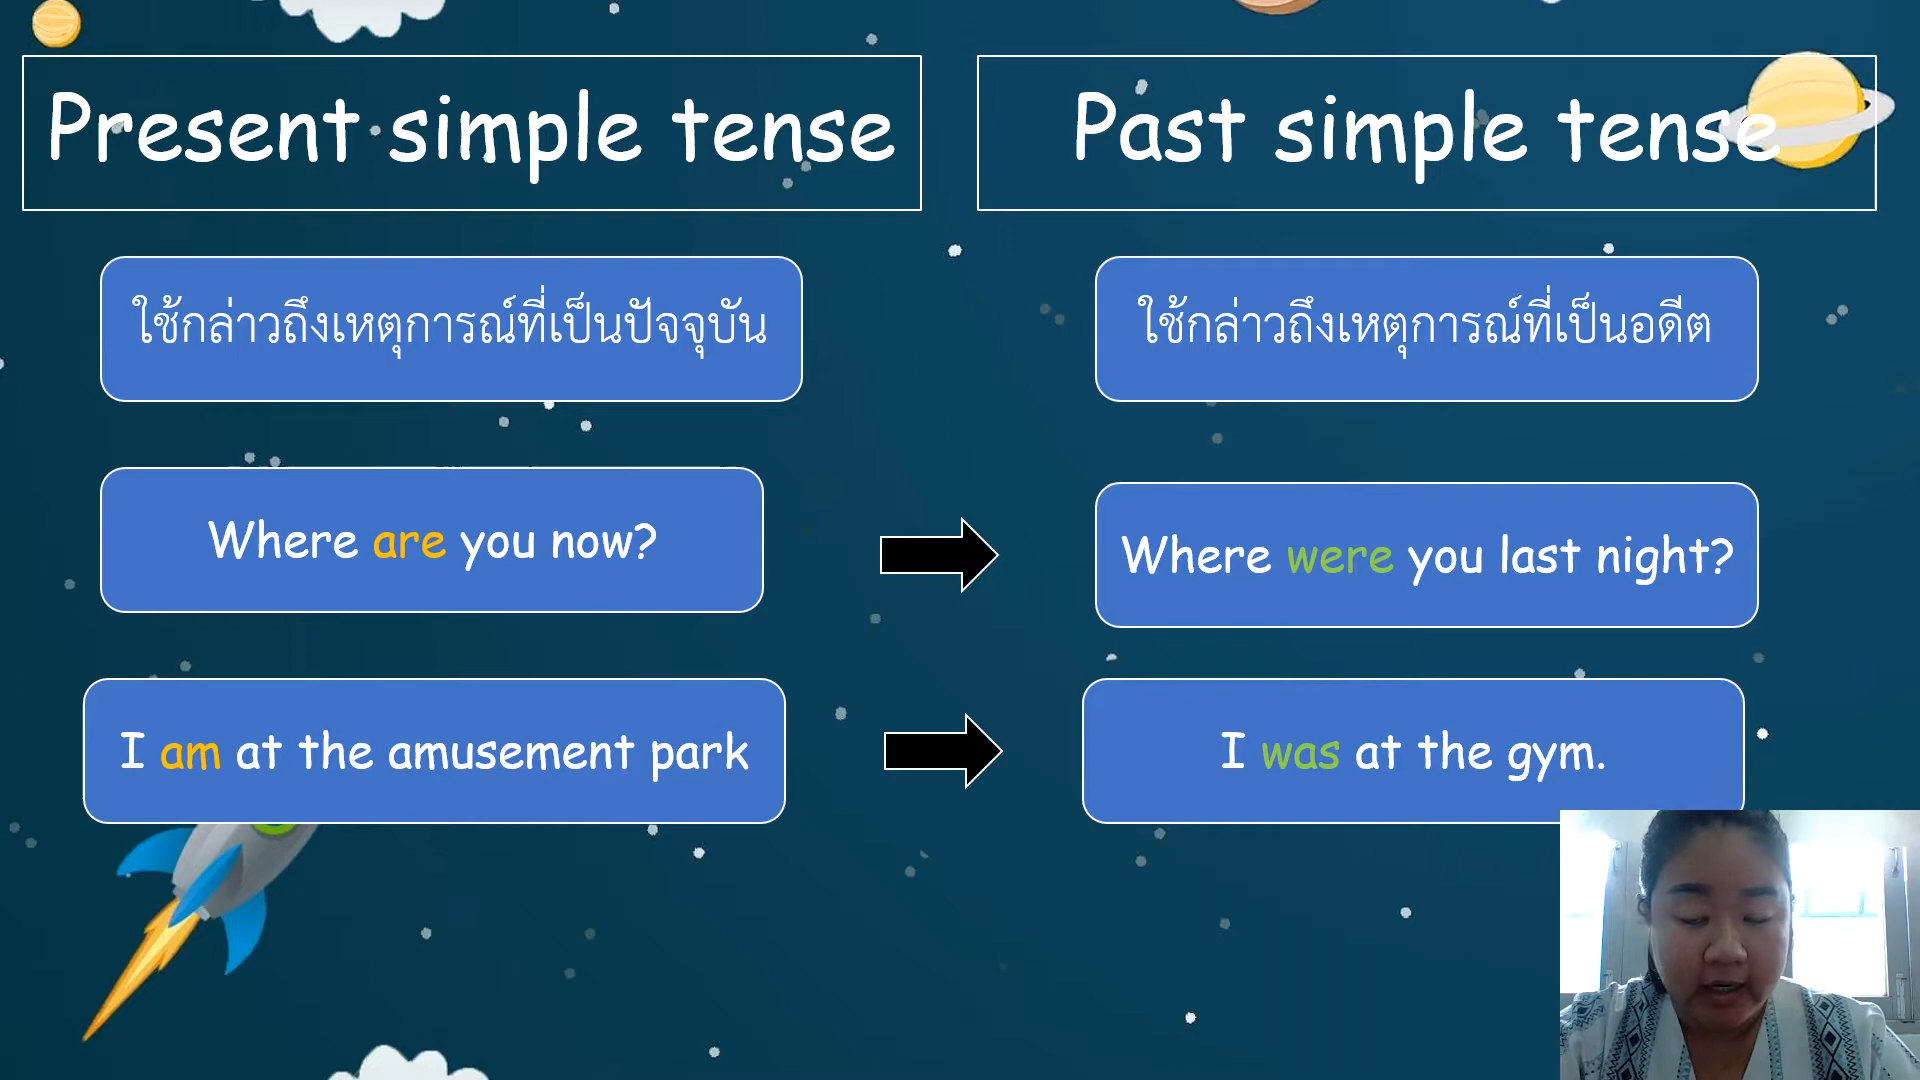 Present simple tense
Past simple tense
ใช้กล่าวถึงเหตุการณ์ที่เป็นปัจจุบัน
ใช้กล่าวถึงเหตุการณ์ที่เป็นอดีต
Where are you now?
Where were you last night?
I am at the amusement park
I was at the gym.